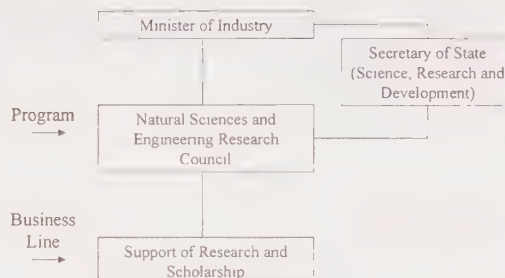 Minister of Industry
Secretary of State
(Science, Research and
Development)
Program
Natural Sciences and
Engineering Research
Council
Business
Line
Support of Research and
Scholarship